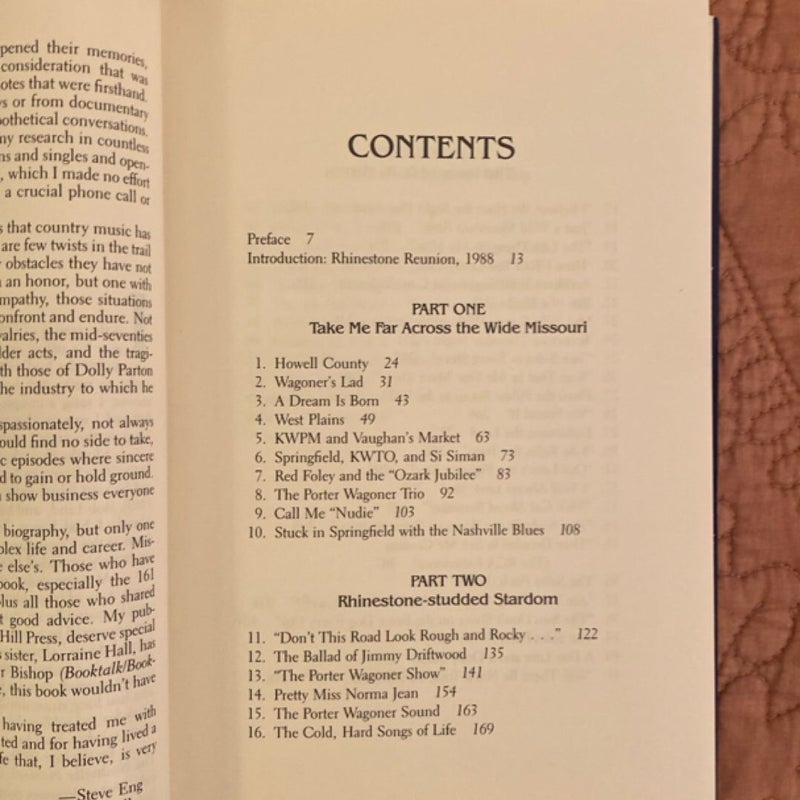 pened their memories,
consideration that was
otes that were firsthand
s or from documentary
pothetical conversations.
ny research in countless
ns and singles and open-
, which I made no effort
a crucial phone call or
s that country music has
are few twists in the trail
obstacles they have not
an honor, but one with
mpathy, those situations
onfront and endure. Not
valries, the mid-seventies
lder acts, and the tragi-
th those of Dolly Parton
he industry to which he
spassionately, not always
ould find no side to take,
c episodes where sincere
d to gain or hold ground.
show business everyone
biography, but only one
plex life and career. Mis-
e else's. Those who have
book, especially the 161
plus all those who shared
t good advice. My pub-
Hill Press, deserve special
sister, Lorraine Hall, has
r Bishop (Booktalk/Book-
e, this book wouldn't have
having treated me with
ted and for having lived a
fe that, I believe, is very
—Steve Eng
CONTENTS
Preface 7
Introduction: Rhinestone Reunion, 1988 13
PART ONE
Take Me Far Across the Wide Missouri
1. Howell County 24
2. Wagoner's Lad 31
3. A Dream Is Born 43
4. West Plains 49
5. KWPM and Vaughan's Market 63
6. Springfield, KWTO, and Si Siman 73
7. Red Foley and the "Ozark Jubilee" 83
8. The Porter Wagoner Trio 92
9. Call Me "Nudie" 103
10. Stuck in Springfield with the Nashville Blues 108
PART TWO
Rhinestone-studded Stardom
11. "Don't This Road Look Rough and Rocky . . ." 122
12. The Ballad of Jimmy Driftwood 135
13. "The Porter Wagoner Show" 141
14. Pretty Miss Norma Jean 154
15. The Porter Wagoner Sound 163
16. The Cold, Hard Songs of Life 169